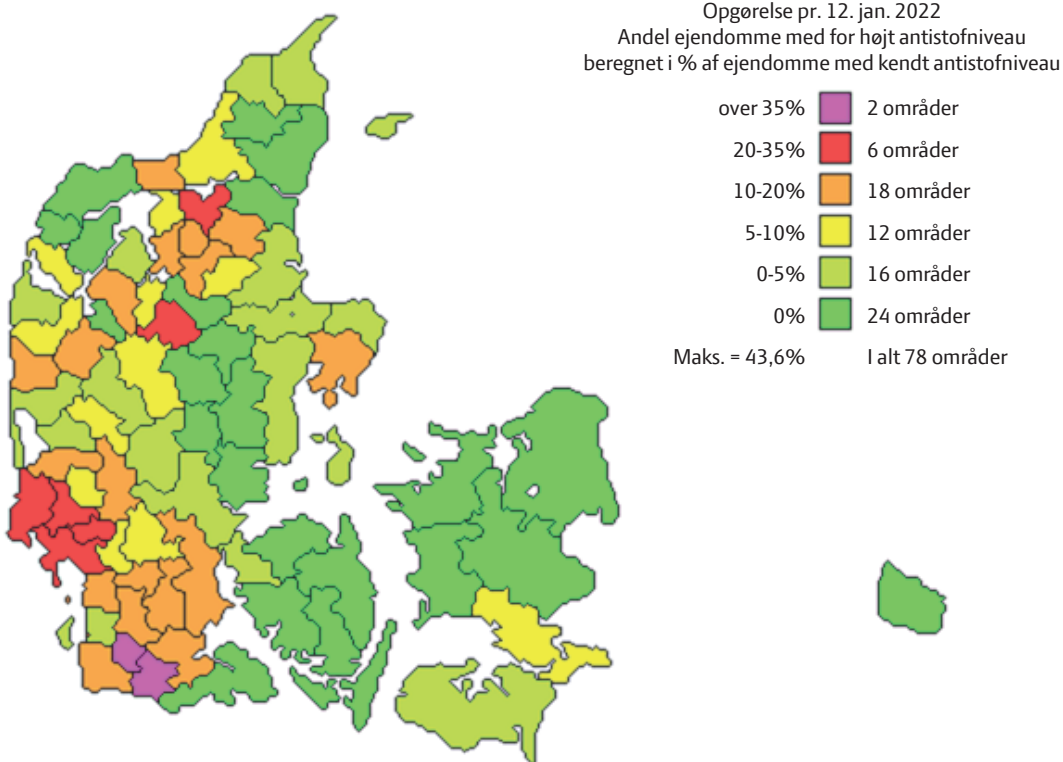 Opgørelse pr. 12. jan. 2022
Andel ejendomme med for højt antistofniveau
beregnet i % af ejendomme med kendt antistofniveau
over 35% 2 områder
20-35% 6 områder
10-20% 18 områder
5-10% 12 områder
0-5% 16 områder
0% 24 områder
Maks. = 43,6% I alt 78 områder